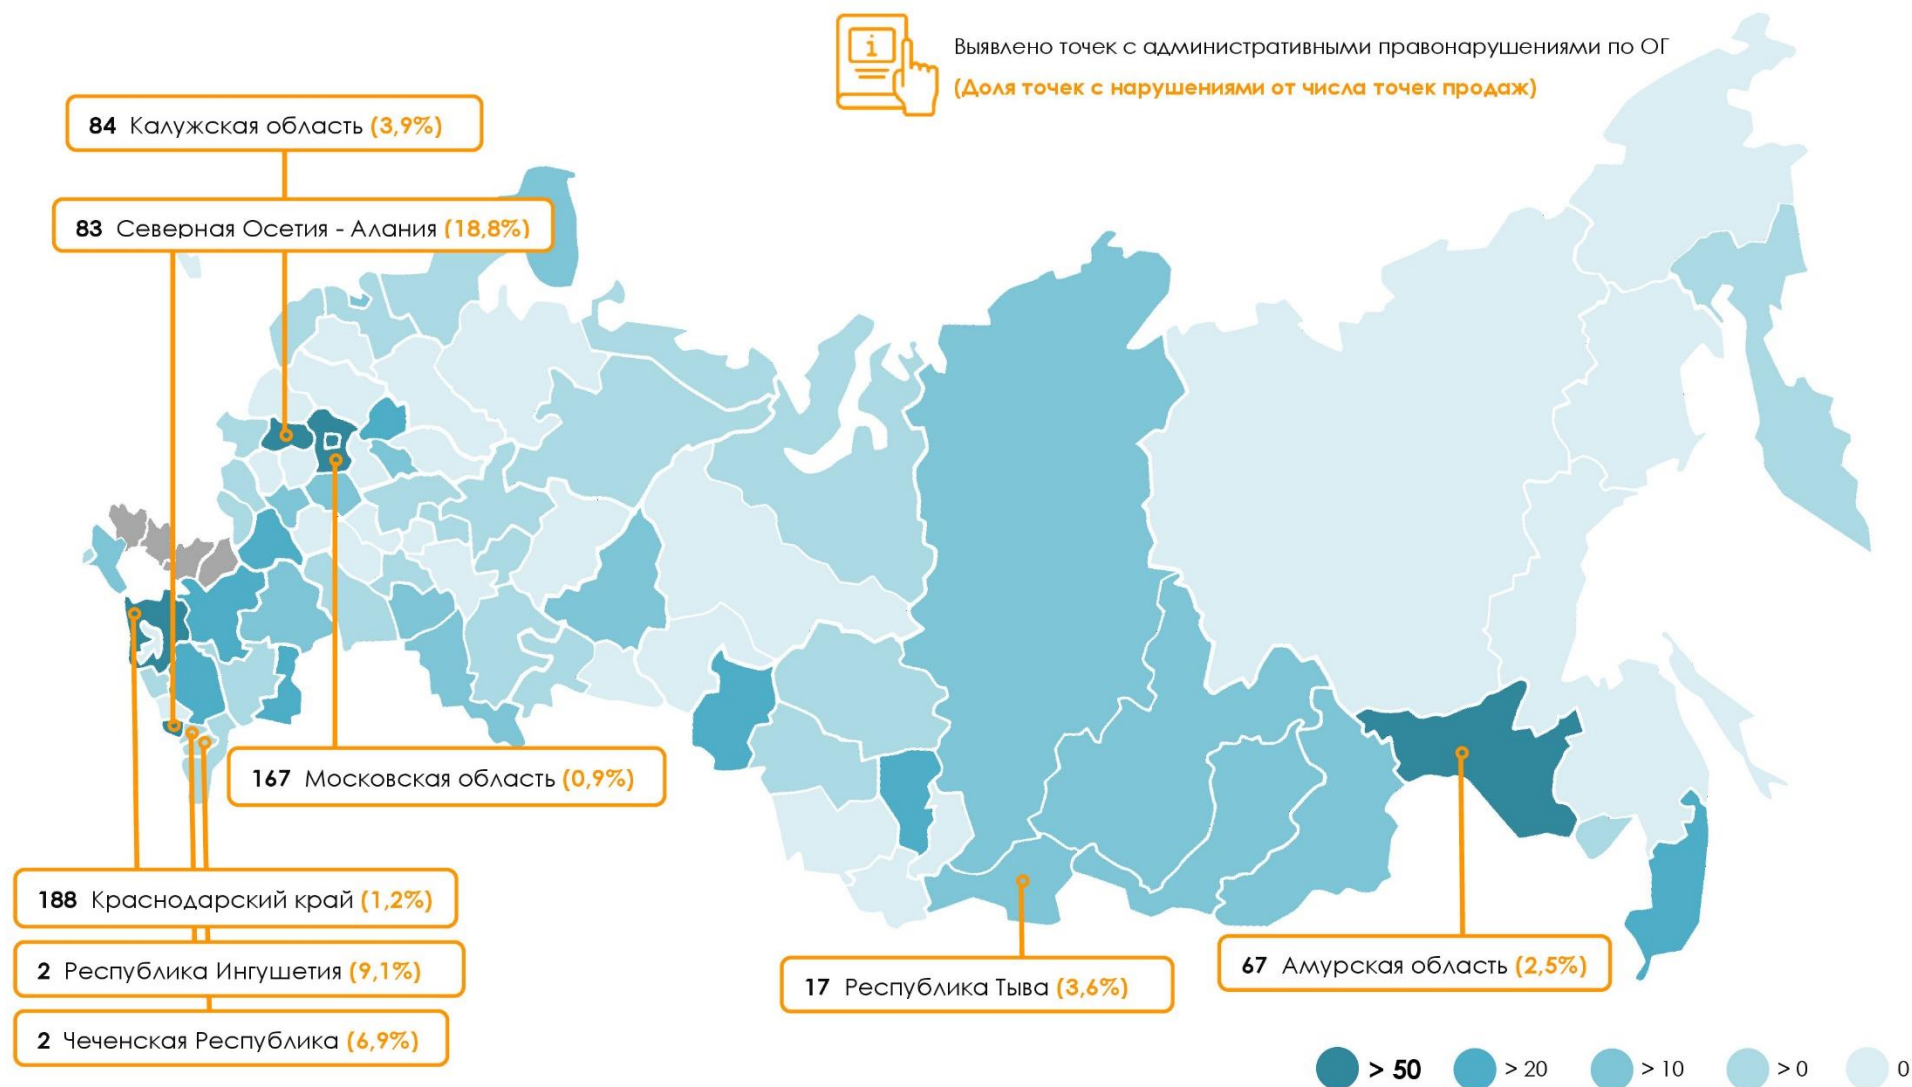 i
Выявлено точек с административными правонарушениями по ОГ
(Доля точек с нарушениями от числа точек продаж)
84 Калужская область (3,9%)
83 Северная Осетия - Алания (18,8%)
167 Московская область (0,9%)
188 Краснодарский край (1,2%)
2 Республика Ингушетия (9,1%)
2 Чеченская Республика (6,9%)
17 Республика Тыва (3,6%)
67 Амурская область (2,5%)
> 50 > 20 > 10 > 0 0